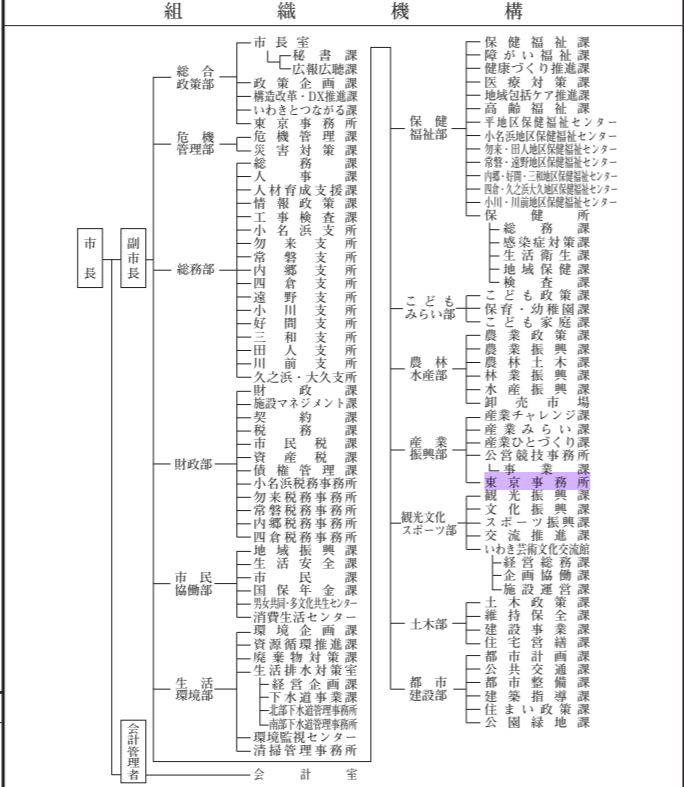 組織機構
市長
副市長
会計管理者
総合政策部
市長室
秘書課
広報広聴課
政策企画課
構造改革・DX推進課
いわきとつながる課
東京事務所
危機管理部
危機管理課
災害対策課
総務部
総務課
人事課
人材育成支援課
情報政策課
工事検査課
小名浜支所
勿来支所
常磐支所
内郷支所
四倉支所
遠野支所
小川支所
好間支所
三和支所
田人支所
川前支所
久之浜・大久支所
財政部
財政課
施設マネジメント課
契約課
税務課
市民税課
資産税課
債権管理課
小名浜税務事務所
勿来税務事務所
常磐税務事務所
内郷税務事務所
四倉税務事務所
市民協働部
地域振興課
生活安全課
市民課
国保年金課
男女共同・多文化共生センター
消費生活センター
生活環境部
環境企画課
資源循環推進課
廃棄物対策課
生活排水対策室
経営企画課
下水道事業課
北部下水道管理事務所
南部下水道管理事務所
環境監視センター
清掃管理事務所
会計室
保健福祉部
保健福祉課
障がい福祉課
健康づくり推進課
医療対策課
地域包括ケア推進課
高齢福祉課
平地区保健福祉センター
小名浜地区保健福祉センター
勿来・田人地区保健福祉センター
常磐・遠野地区保健福祉センター
内郷・好間・三和地区保健福祉センター
四倉・久之浜大久地区保健福祉センター
小川・川前地区保健福祉センター
保健所
総務課
感染症対策課
生活衛生課
地域保健課
検査課
こどもみらい部
こども政策課
保育・幼稚園課
こども家庭課
農林水産部
農業政策課
農業振興課
農林土木課
林業振興課
水産振興課
卸売市場
産業振興部
産業チャレンジ課
産業みらい課
産業ひとづくり課
公営競技事務所
事業課
東京事務所
観光文化スポーツ部
観光振興課
文化振興課
スポーツ振興課
交流推進課
いわき芸術文化交流館
経営総務課
企画協働課
施設運営課
土木部
土木政策課
維持保全課
建設事業課
住宅営繕課
都市建設部
都市計画課
公共交通課
都市整備課
建築指導課
住まい政策課
公園緑地課